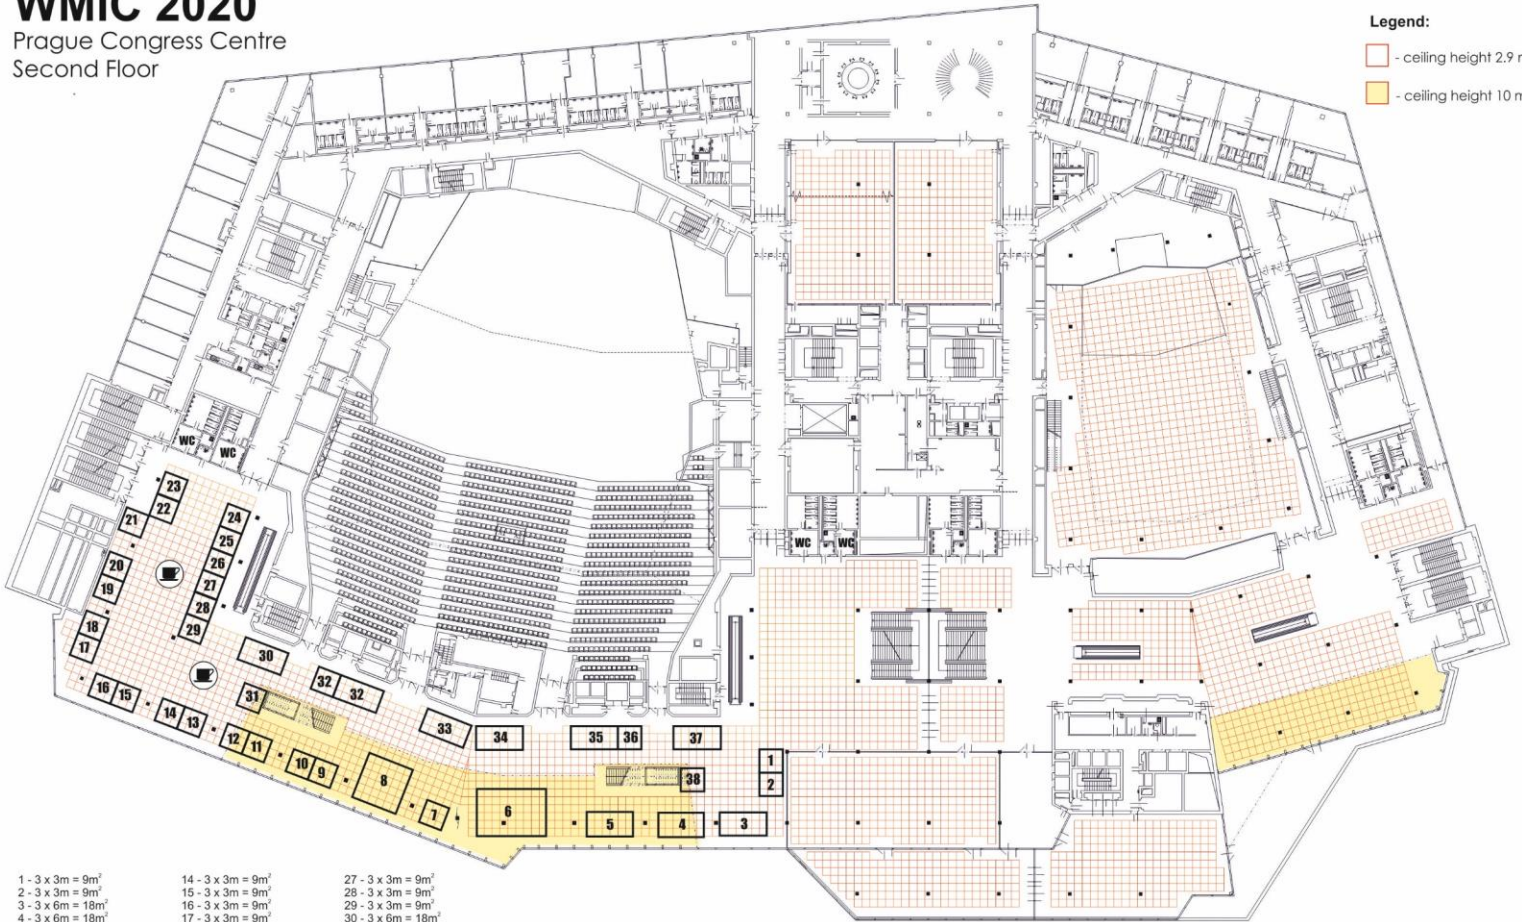 WMIC 2020
Prague Congress Centre
Second Floor
Legend:
- ceiling height 2.9 m
- ceiling height 10 m
WC
WC
WC
WC
23
22
21
24
25
26
27
28
29
20
19
18
17
16
15
14
13
12
11
10
9
8
7
30
31
32
32
33
34
35
36
37
38
1
2
6
5
4
3
1 - 3 x 3m = 9m²
2 - 3 x 3m = 9m²
3 - 3 x 6m = 18m²
4 - 3 x 6m = 18m²
14 - 3 x 3m = 9m²
15 - 3 x 3m = 9m²
16 - 3 x 3m = 9m²
17 - 3 x 3m = 9m²
27 - 3 x 3m = 9m²
28 - 3 x 3m = 9m²
29 - 3 x 3m = 9m²
30 - 3 x 6m = 18m²